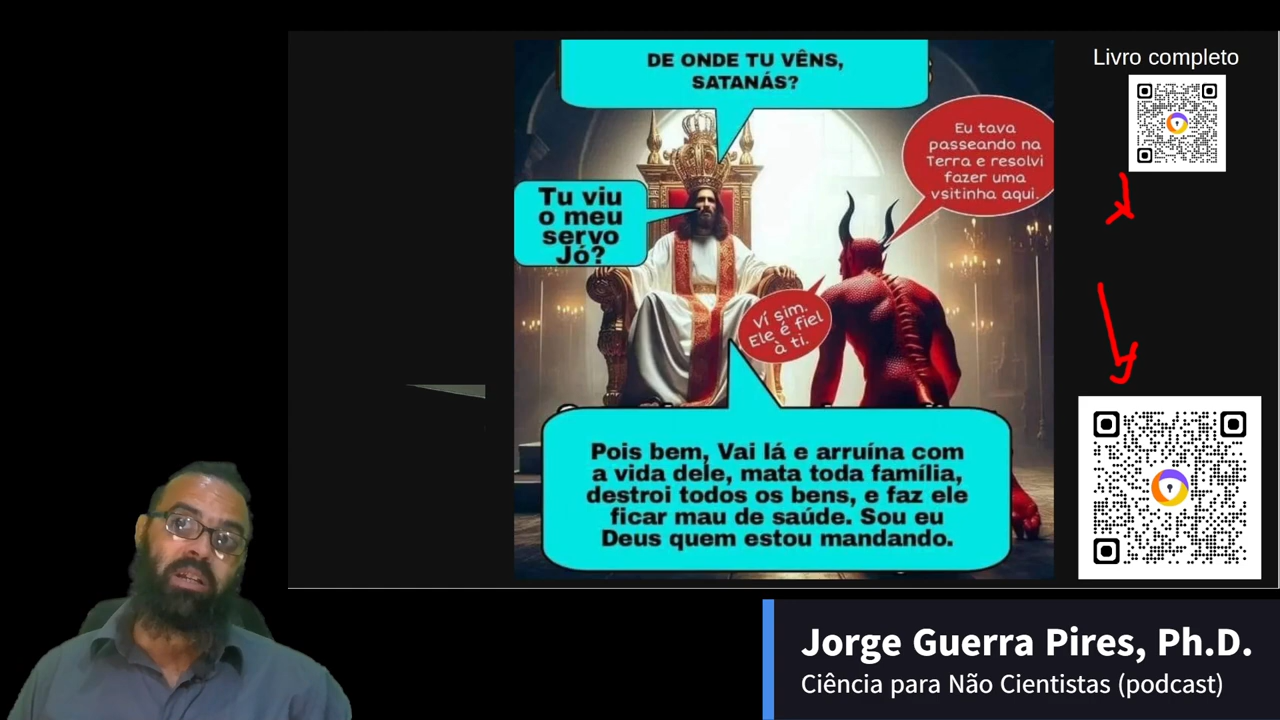 DE ONDE TU VÊNS,
SATANÁS?
Livro completo
Eu tava
passeando na
Terra e resolvi
fazer uma
vsitinha aqui.
Tu viu
o meu
servo
Jó?
Ví sim.
Ele é fiel
à ti.
Pois bem, Vai lá e arruína com
a vida dele, mata toda família,
destroi todos os bens, e faz ele
ficar mau de saúde. Sou eu
Deus quem estou mandando.
Jorge Guerra Pires, Ph.D.
Ciência para Não Cientistas (podcast)